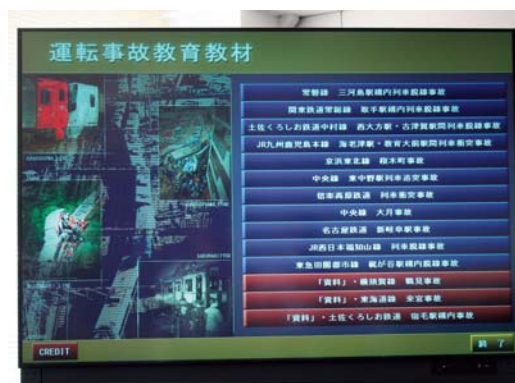 運転事故教育教材
常磐線 三河島駅構内列車脱線事故
関東鉄道常総線 取手駅構内列車脱線事故
土佐くろしお鉄道中村線 西大方駅・古津賀駅間列車脱線事故
JR九州鹿児島本線 海老津駅・教育大前駅間列車衝突事故
京浜東北線 桜木町事故
中央線 東中野駅列車追突事故
信楽高原鉄道 列車衝突事故
中央線 大月事故
名古屋鉄道 新岐阜駅事故
JR西日本福知山線 列車脱線事故
東急田園都市線 鷺が谷駅構内脱線事故
「資料」・横須賀線 鶴見事故
「資料」・東海道線 来宮事故
「資料」・土佐くろしお鉄道 宿毛駅構内事故
CREDIT
終 了